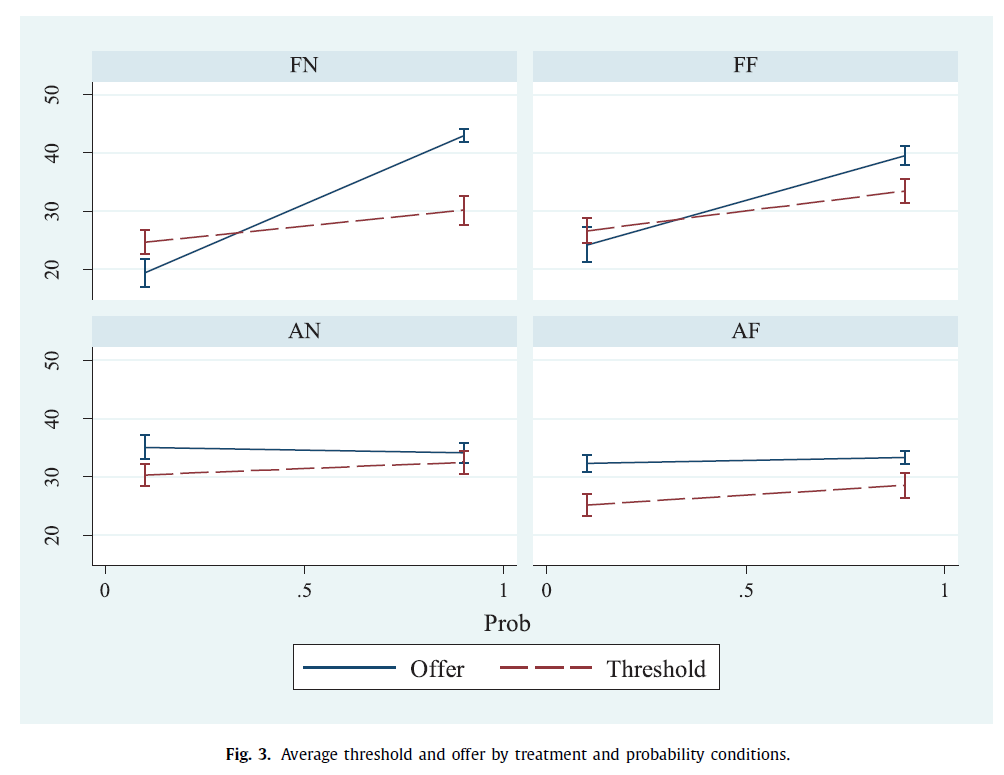 FN FF
50
40
30
20
AN AF
50
40
30
20
0 .5 1 0 .5 1
Prob
Offer Threshold
Fig. 3. Average threshold and offer by treatment and probability conditions.